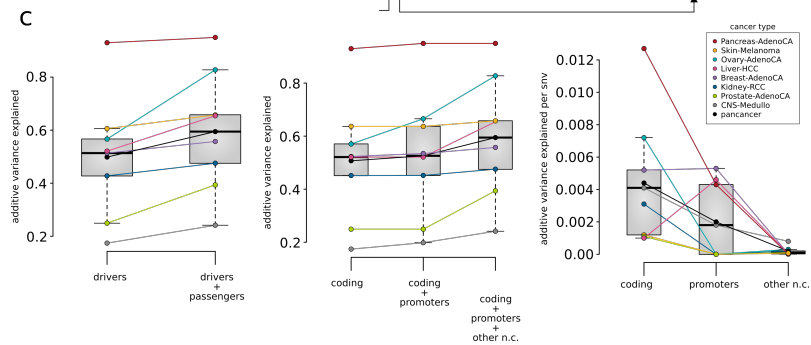 C
additive variance explained
0.8
0.6
0.4
0.2
drivers
drivers
+
passengers
additive variance explained
0.8
0.6
0.4
0.2
coding
coding
+
promoters
coding
+
promoters
+
other n.c.
additive variance explained per snv
0.012
0.010
0.008
0.006
0.004
0.002
0.00
coding
promoters
other n.c.
cancer type
Pancreas-AdenoCA
Skin-Melanoma
Ovary-AdenoCA
Liver-HCC
Breast-AdenoCA
Kidney-RCC
Prostate-AdenoCA
CNS-Medullo
pancancer